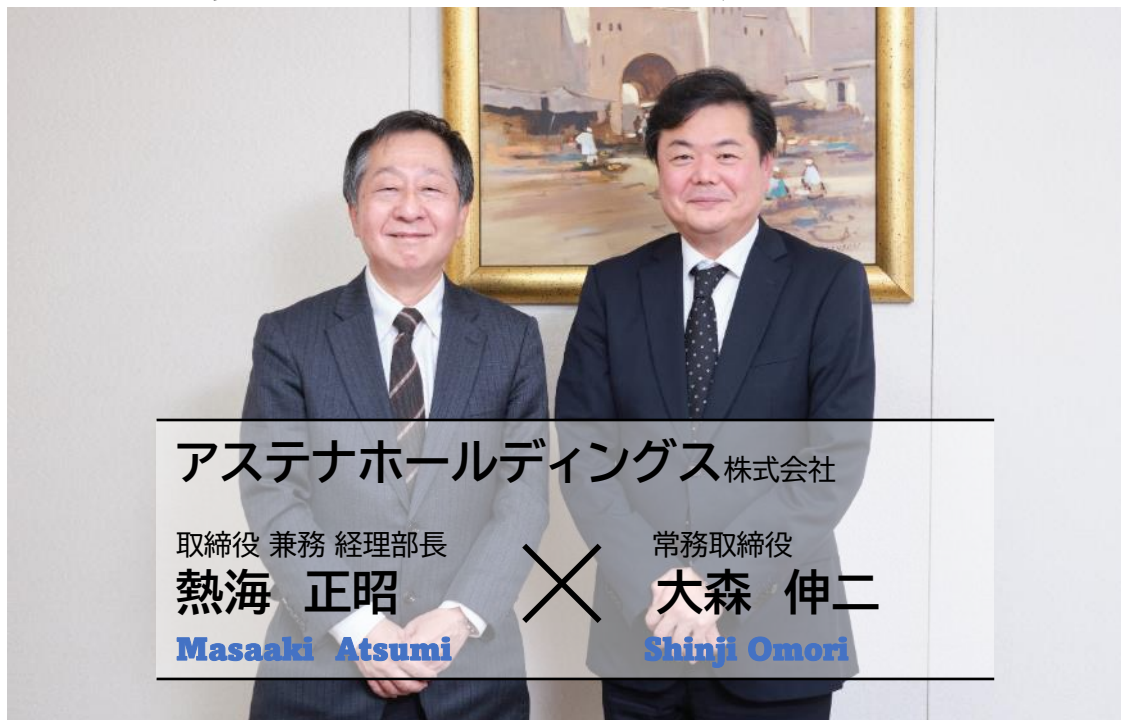 アステナホールディングス株式会社
取締役 兼務 経理部長
熱海 正昭
Masaaki Atsumi
×
常務取締役
大森 伸二
Shinji Omori